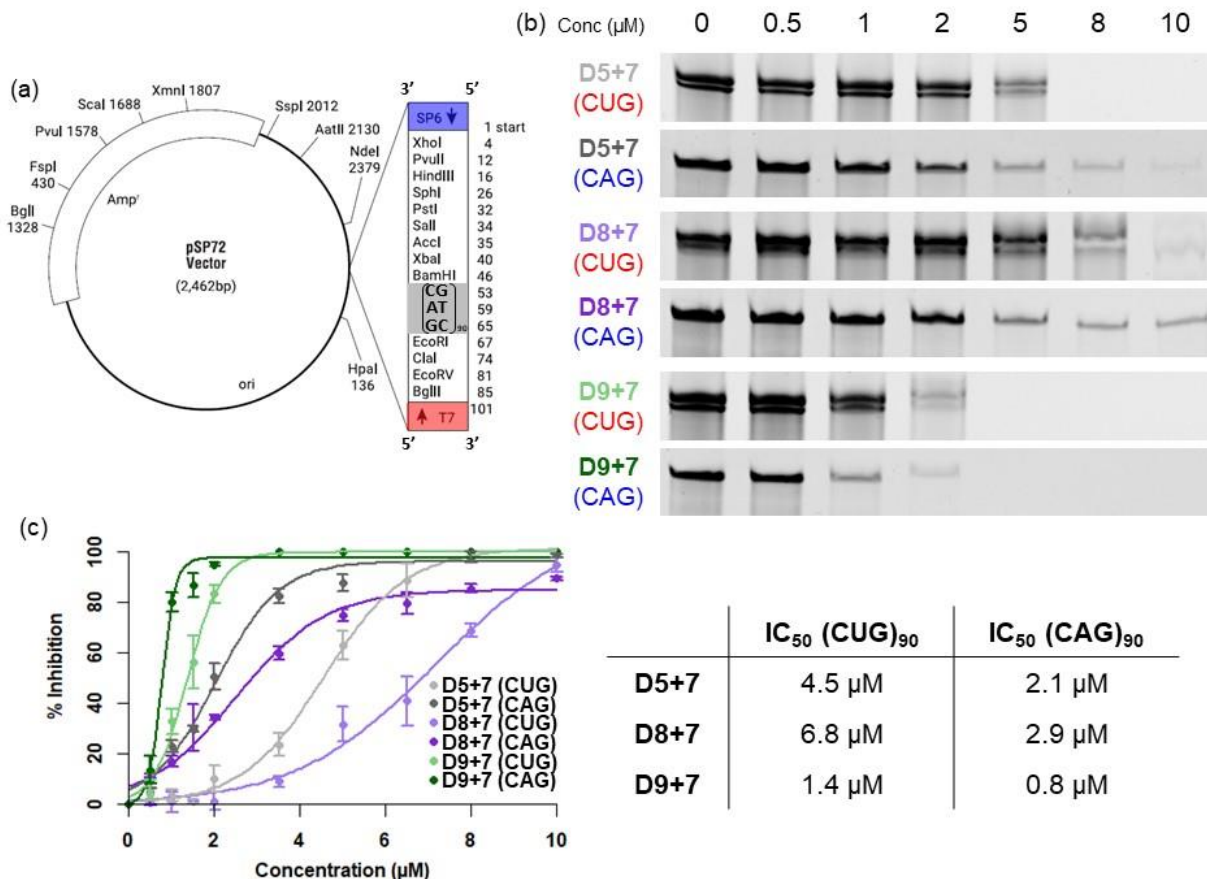 (a)
XmnI 1807
ScaI 1688
PvuI 1578
FspI
430
BglI
1328
Ampʳ
SspI 2012
AatII 2130
NdeI
2379
pSP72
Vector
(2,462bp)
ori
HpaI
136
3’ 5’
SP6
1 start
XhoI 4
PvuII 12
HindIII 16
SphI 26
PstI 32
SalI 34
AccI 35
XbaI 40
BamHI 46
CG 53
AT 59
GC 90 65
EcoRI 67
ClaI 74
EcoRV 81
BglII 85
T7 101
5’ 3’
(b) Conc (µM) 0 0.5 1 2 5 8 10
D5+7
(CUG)
D5+7
(CAG)
D8+7
(CUG)
D8+7
(CAG)
D9+7
(CUG)
D9+7
(CAG)
(c)
% Inhibition
100
80
60
40
20
0
D5+7 (CUG)
D5+7 (CAG)
D8+7 (CUG)
D8+7 (CAG)
D9+7 (CUG)
D9+7 (CAG)
0 2 4 6 8 10
Concentration (µM)
IC₅₀ (CUG)₉₀ IC₅₀ (CAG)₉₀
D5+7 4.5 µM 2.1 µM
D8+7 6.8 µM 2.9 µM
D9+7 1.4 µM 0.8 µM